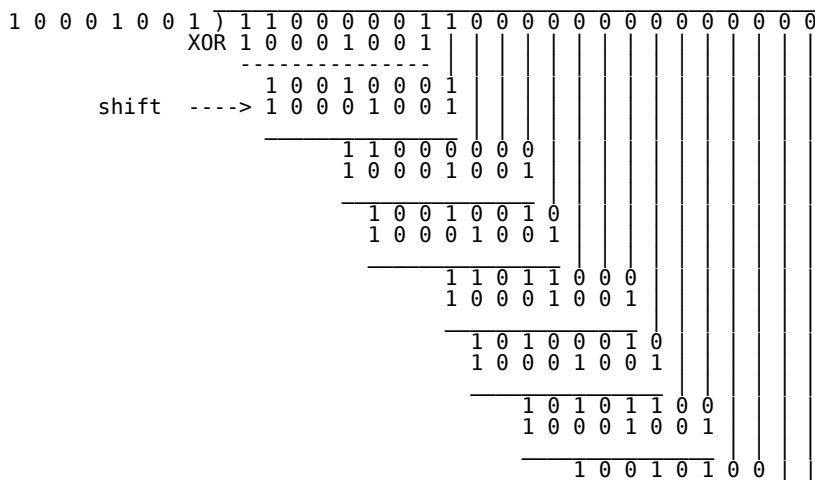 1 0 0 0 1 0 0 1 ) 1 1 0 0 0 0 0 1 1 0 0 0 0 0 0 0 0 0 0 0 0 0 0
XOR 1 0 0 0 1 0 0 1
1 0 0 1 0 0 0 1
shift ----> 1 0 0 0 1 0 0 1
1 1 0 0 0 0 0 0
1 0 0 0 1 0 0 1
1 0 0 1 0 0 1 0
1 0 0 0 1 0 0 1
1 1 0 1 1 0 0 0
1 0 0 0 1 0 0 1
1 0 1 0 0 0 1 0
1 0 0 0 1 0 0 1
1 0 1 0 1 1 0 0
1 0 0 0 1 0 0 1
1 0 0 1 0 1 0 0